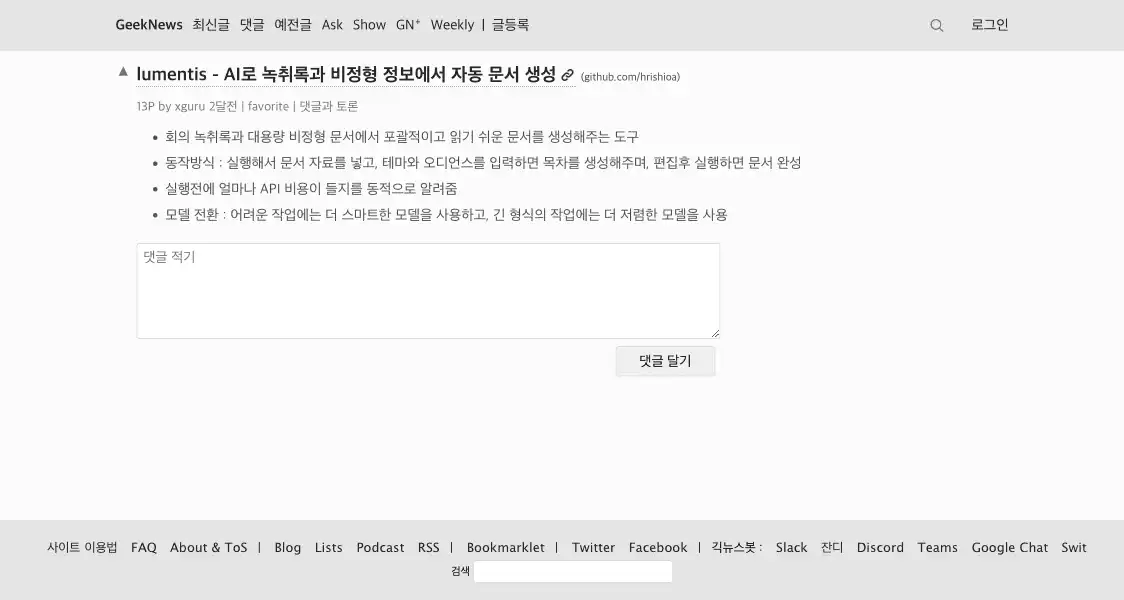 GeekNews 최신글 댓글 예전글 Ask Show GN⁺ Weekly | 글등록 로그인
▲ lumentis - AI로 녹취록과 비정형 정보에서 자동 문서 생성 (github.com/hrishioa)
13P by xguru 2달전 | favorite | 댓글과 토론
• 회의 녹취록과 대용량 비정형 문서에서 포괄적이고 읽기 쉬운 문서를 생성해주는 도구
• 동작방식 : 실행해서 문서 자료를 넣고, 테마와 오디언스를 입력하면 목차를 생성해주며, 편집후 실행하면 문서 완성
• 실행전에 얼마나 API 비용이 들지를 동적으로 알려줌
• 모델 전환 : 어려운 작업에는 더 스마트한 모델을 사용하고, 긴 형식의 작업에는 더 저렴한 모델을 사용
댓글 적기
댓글 달기
사이트 이용법 FAQ About & ToS | Blog Lists Podcast RSS | Bookmarklet | Twitter Facebook | 긱뉴스봇 : Slack 잔디 Discord Teams Google Chat Swit
검색